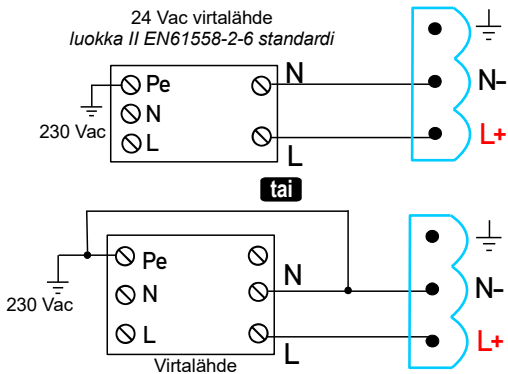 24 Vac virtalähde
luokka II EN61558-2-6 standardi
Pe
N
N
N-
230 Vac
L
L
L+
tai
Pe
N
N
N-
230 Vac
L
L
L+
Virtalähde